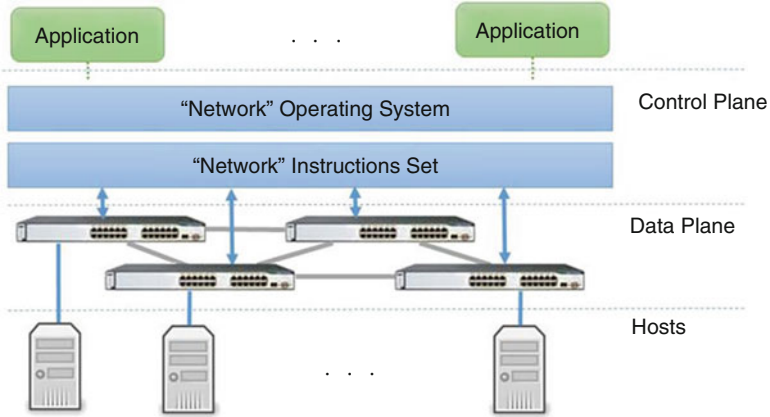 Application
. . .
Application
“Network” Operating System
Control Plane
“Network” Instructions Set
Data Plane
Hosts
. . .